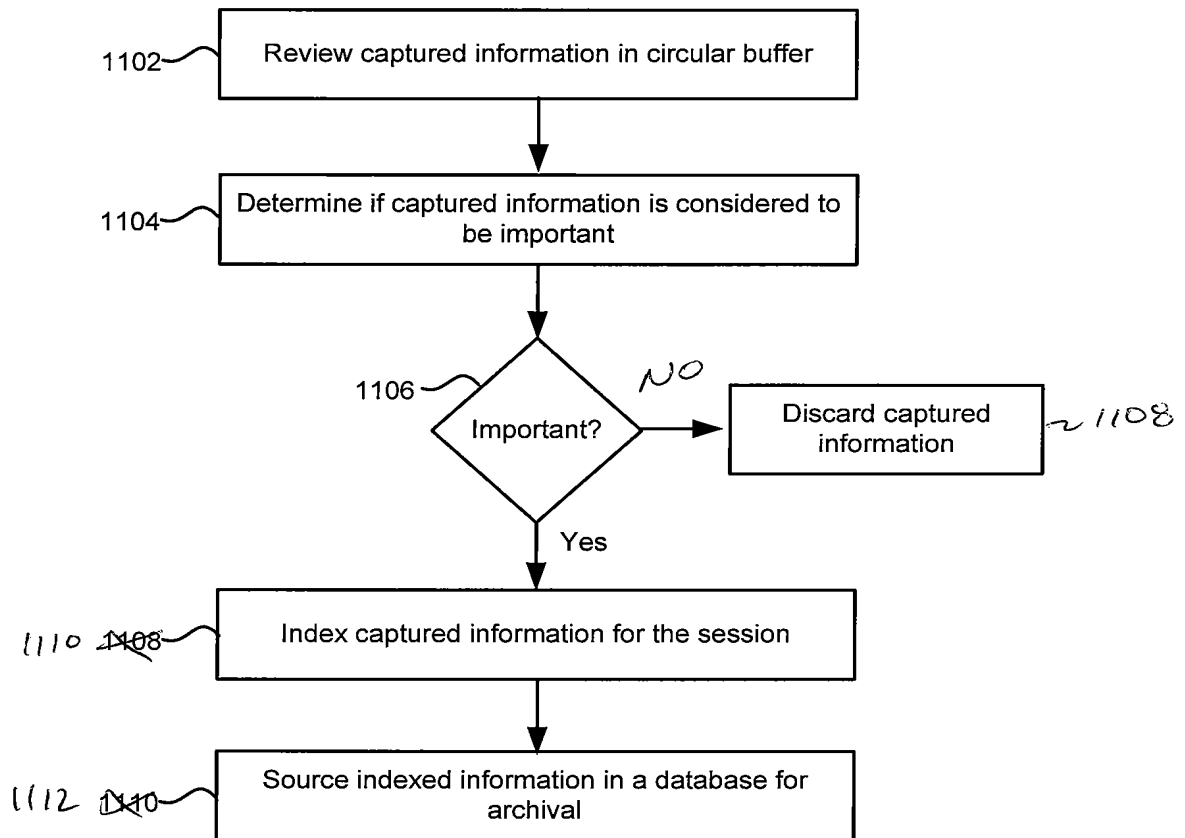 1102
Review captured information in circular buffer
1104
Determine if captured information is considered to
be important
1106
Important?
NO
Discard captured
information
1108
Yes
1110 1108
Index captured information for the session
1112 1110
Source indexed information in a database for
archival